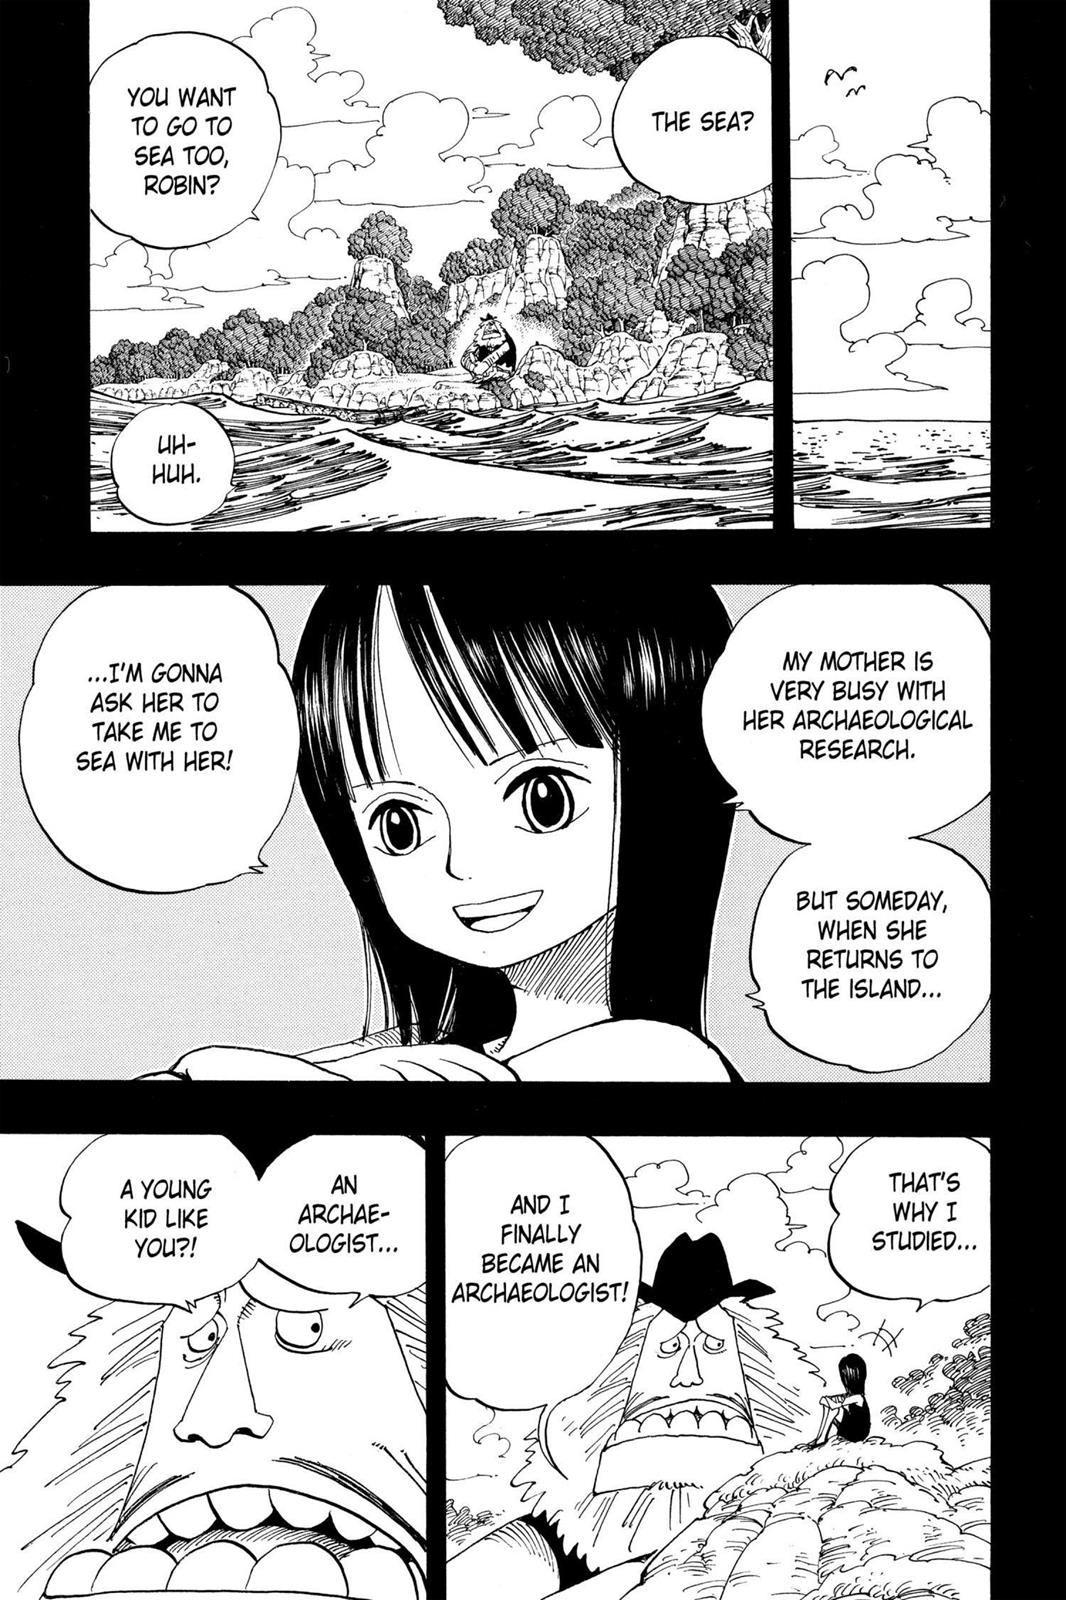 THE SEA?
YOU WANT
TO GO TO
SEA TOO,
ROBIN?
UH-
HUH.
MY MOTHER IS
VERY BUSY WITH
HER ARCHAEOLOGICAL
RESEARCH.
BUT SOMEDAY,
WHEN SHE
RETURNS TO
THE ISLAND...
...I'M GONNA
ASK HER TO
TAKE ME TO
SEA WITH HER!
THAT'S
WHY I
STUDIED...
AND I
FINALLY
BECAME AN
ARCHAEOLOGIST!
AN
ARCHAE-
OLOGIST...
A YOUNG
KID LIKE
YOU?!